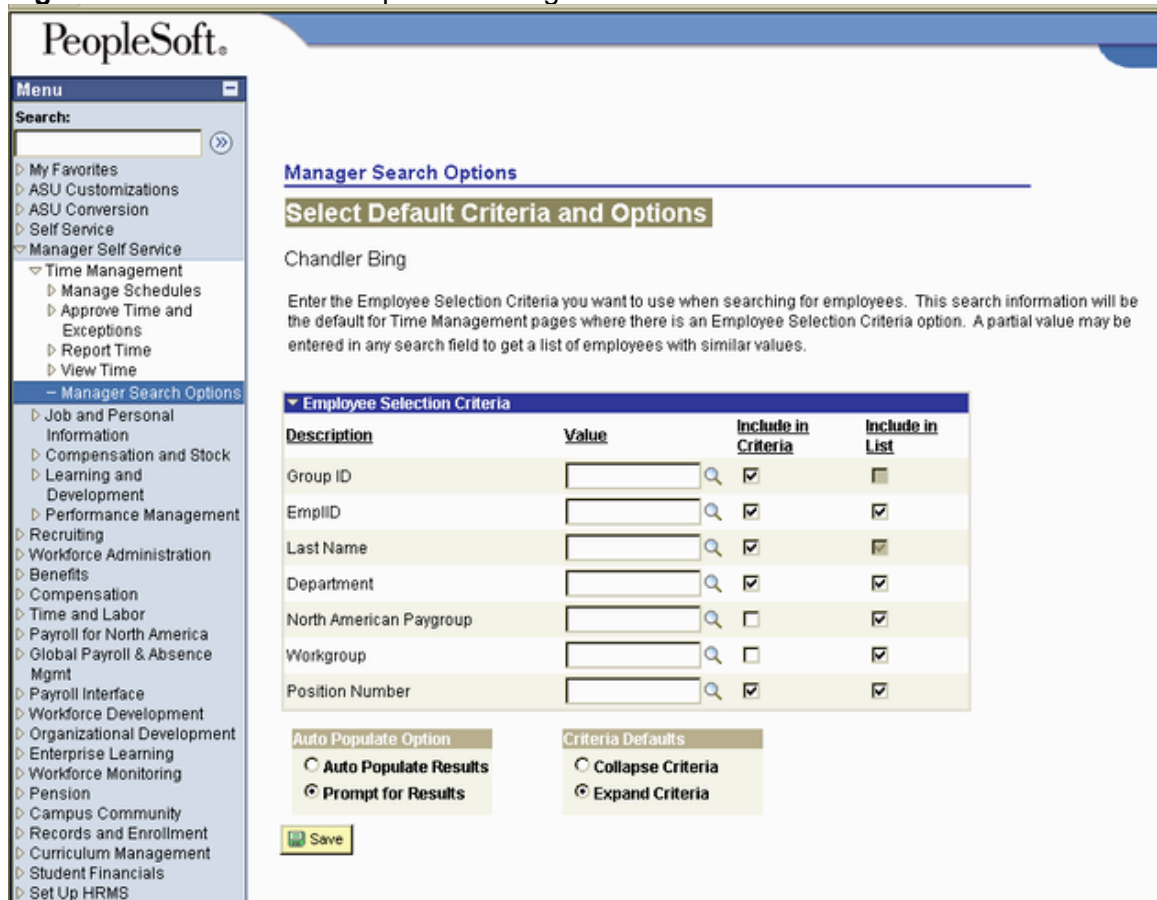 PeopleSoft.
Menu
Search:
My Favorites
ASU Customizations
ASU Conversion
Self Service
Manager Self Service
Time Management
Manage Schedules
Approve Time and
Exceptions
Report Time
View Time
– Manager Search Options
Job and Personal
Information
Compensation and Stock
Learning and
Development
Performance Management
Recruiting
Workforce Administration
Benefits
Compensation
Time and Labor
Payroll for North America
Global Payroll & Absence
Mgmt
Payroll Interface
Workforce Development
Organizational Development
Enterprise Learning
Workforce Monitoring
Pension
Campus Community
Records and Enrollment
Curriculum Management
Student Financials
Set Up HRMS
Manager Search Options
Select Default Criteria and Options
Chandler Bing
Enter the Employee Selection Criteria you want to use when searching for employees. This search information will be
the default for Time Management pages where there is an Employee Selection Criteria option. A partial value may be
entered in any search field to get a list of employees with similar values.
Employee Selection Criteria
Description Value Include in Criteria Include in List
Group ID
EmplID
Last Name
Department
North American Paygroup
Workgroup
Position Number
Auto Populate Option
Auto Populate Results
Prompt for Results
Criteria Defaults
Collapse Criteria
Expand Criteria
Save